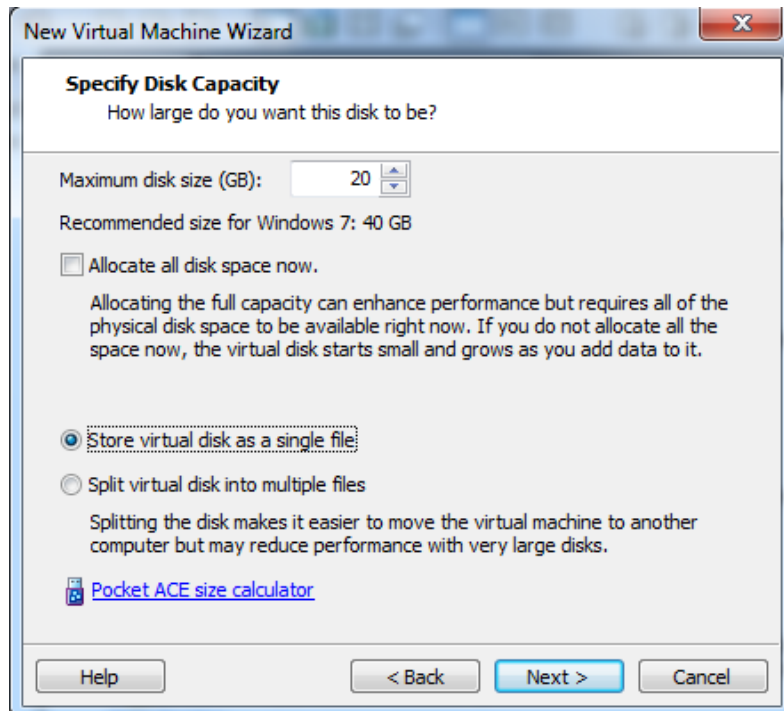 New Virtual Machine Wizard
Specify Disk Capacity
How large do you want this disk to be?
Maximum disk size (GB): 20
Recommended size for Windows 7: 40 GB
Allocate all disk space now.
Allocating the full capacity can enhance performance but requires all of the
physical disk space to be available right now. If you do not allocate all the
space now, the virtual disk starts small and grows as you add data to it.
Store virtual disk as a single file
Split virtual disk into multiple files
Splitting the disk makes it easier to move the virtual machine to another
computer but may reduce performance with very large disks.
Pocket ACE size calculator
Help < Back Next > Cancel